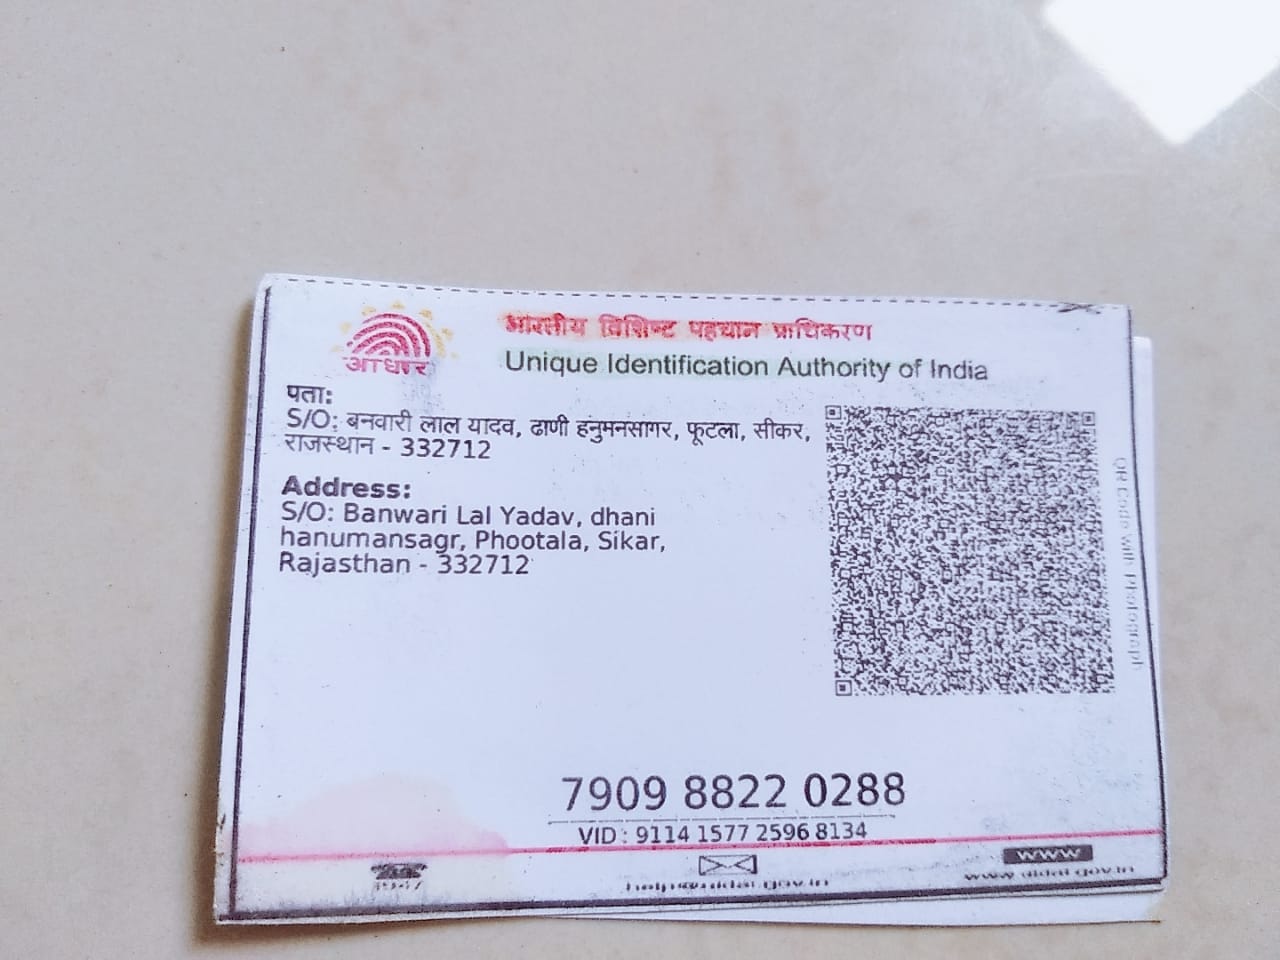 आधार
भारतीय विशिष्ट पहचान प्राधिकरण
Unique Identification Authority of India
पता:
S/O: बनवारी लाल यादव, ढाणी हनुमनसागर, फूटला, सीकर,
राजस्थान - 332712
Address:
S/O: Banwari Lal Yadav, dhani
hanumansagr, Phootala, Sikar,
Rajasthan - 332712
QR Code with Photograph
7909 8822 0288
VID : 9114 1577 2596 8134
1947
help@uidai.gov.in
WWW
www.uidai.gov.in